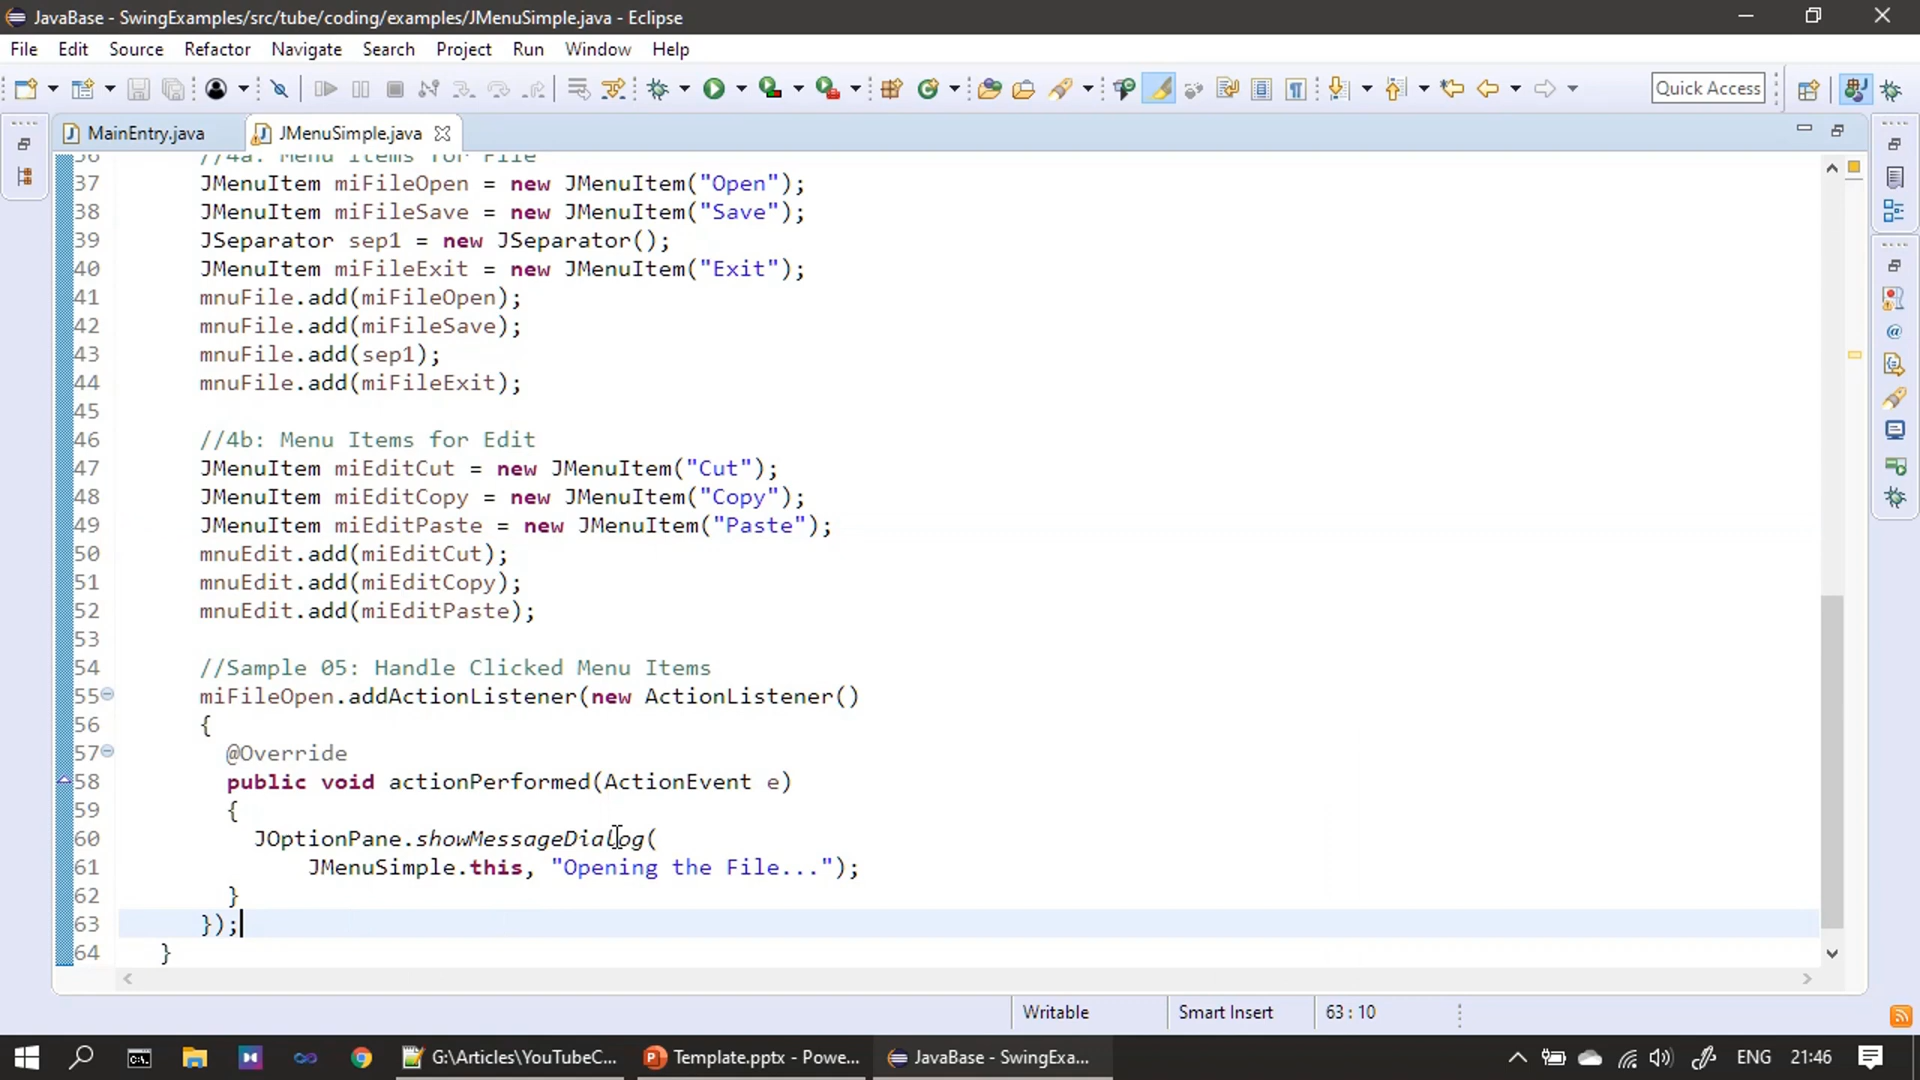 JavaBase - SwingExamples/src/tube/coding/examples/JMenuSimple.java - Eclipse
File Edit Source Refactor Navigate Search Project Run Window Help
Quick Access
MainEntry.java JMenuSimple.java
36 //4a: Menu Items for File
37 JMenuItem miFileOpen = new JMenuItem("Open");
38 JMenuItem miFileSave = new JMenuItem("Save");
39 JSeparator sep1 = new JSeparator();
40 JMenuItem miFileExit = new JMenuItem("Exit");
41 mnuFile.add(miFileOpen);
42 mnuFile.add(miFileSave);
43 mnuFile.add(sep1);
44 mnuFile.add(miFileExit);
45
46 //4b: Menu Items for Edit
47 JMenuItem miEditCut = new JMenuItem("Cut");
48 JMenuItem miEditCopy = new JMenuItem("Copy");
49 JMenuItem miEditPaste = new JMenuItem("Paste");
50 mnuEdit.add(miEditCut);
51 mnuEdit.add(miEditCopy);
52 mnuEdit.add(miEditPaste);
53
54 //Sample 05: Handle Clicked Menu Items
55 miFileOpen.addActionListener(new ActionListener()
56 {
57 @Override
58 public void actionPerformed(ActionEvent e)
59 {
60 JOptionPane.showMessageDialog(
61 JMenuSimple.this, "Opening the File...");
62 }
63 });
64 }
Writable Smart Insert 63 : 10
G:\Articles\YouTubeC... Template.pptx - Powe... JavaBase - SwingExa... ENG 21:46